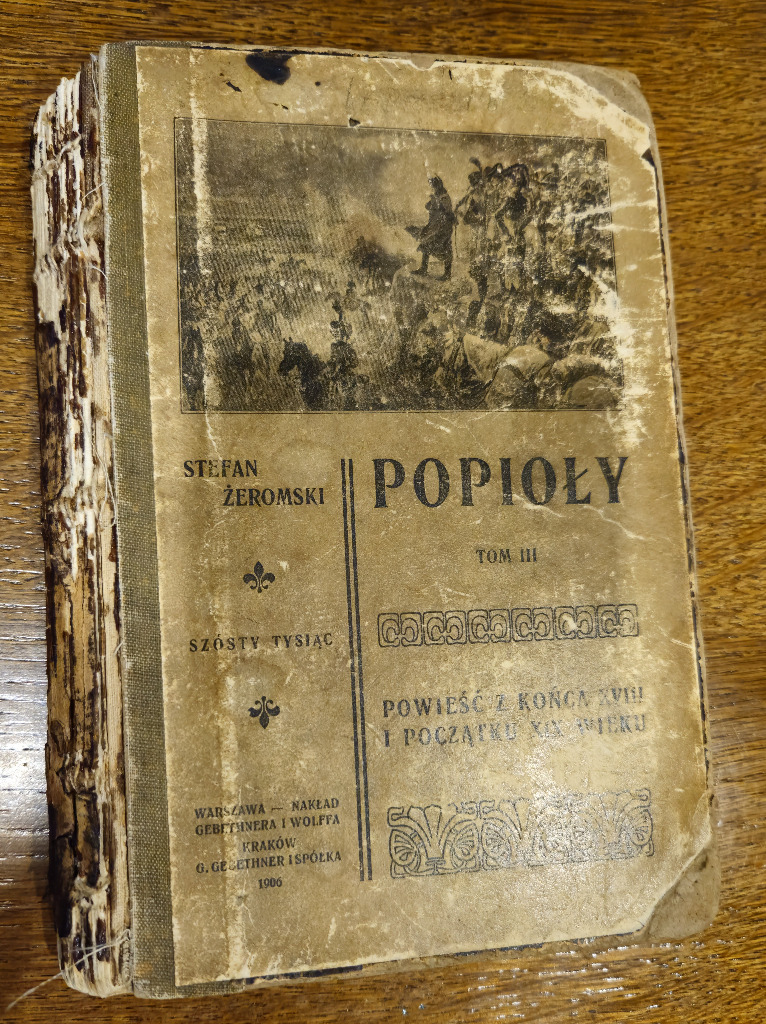 STEFAN
ŻEROMSKI
SZÓSTY TYSIĄC
WARSZAWA — NAKŁAD
GEBETHNERA I WOLFFA
KRAKÓW
G. GEBETHNER I SPÓŁKA
1906
POPIOŁY
TOM III
POWIEŚĆ Z KOŃCA XVIII
I POCZĄTKU XIX WIEKU